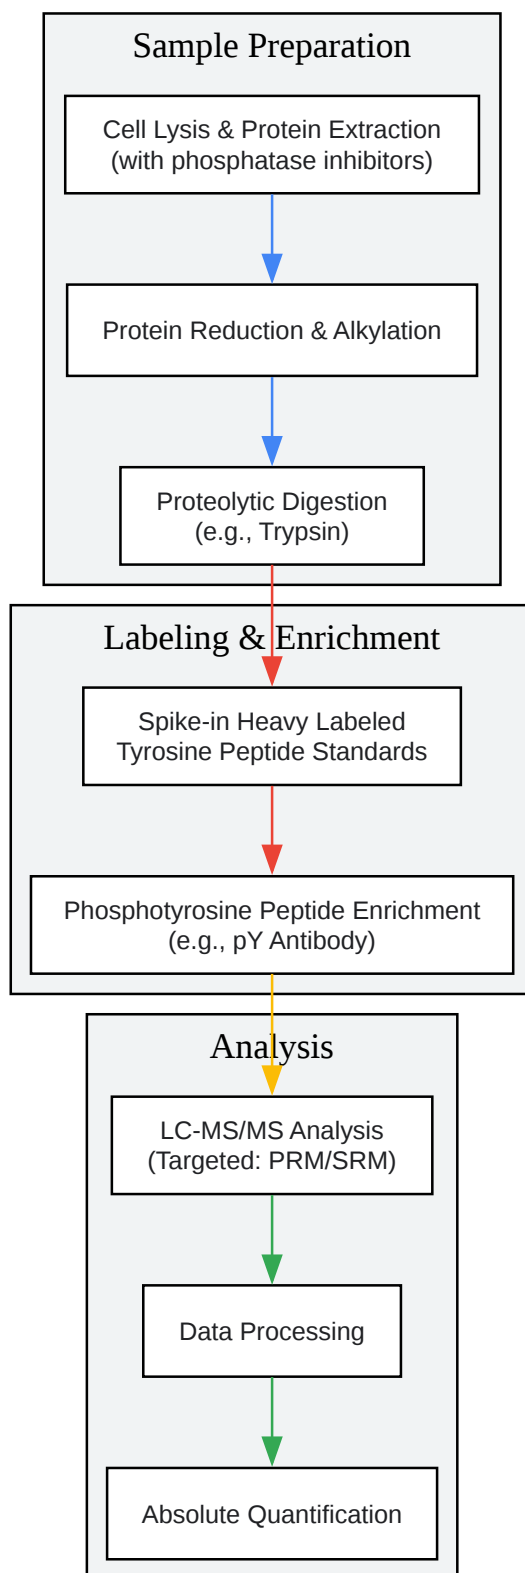 Sample Preparation
Cell Lysis & Protein Extraction
(with phosphatase inhibitors)
Protein Reduction & Alkylation
Proteolytic Digestion
(e.g., Trypsin)
Labeling & Enrichment
Spike-in Heavy Labeled
Tyrosine Peptide Standards
Phosphotyrosine Peptide Enrichment
(e.g., pY Antibody)
Analysis
LC-MS/MS Analysis
(Targeted: PRM/SRM)
Data Processing
Absolute Quantification